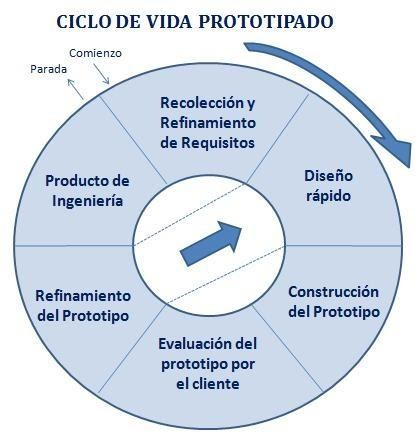 CICLO DE VIDA PROTOTIPADO
Comienzo
Parada
Recolección y
Refinamiento
de Requisitos
Diseño
rápido
Construcción
del Prototipo
Evaluación del
prototipo por
el cliente
Refinamiento
del Prototipo
Producto de
Ingeniería